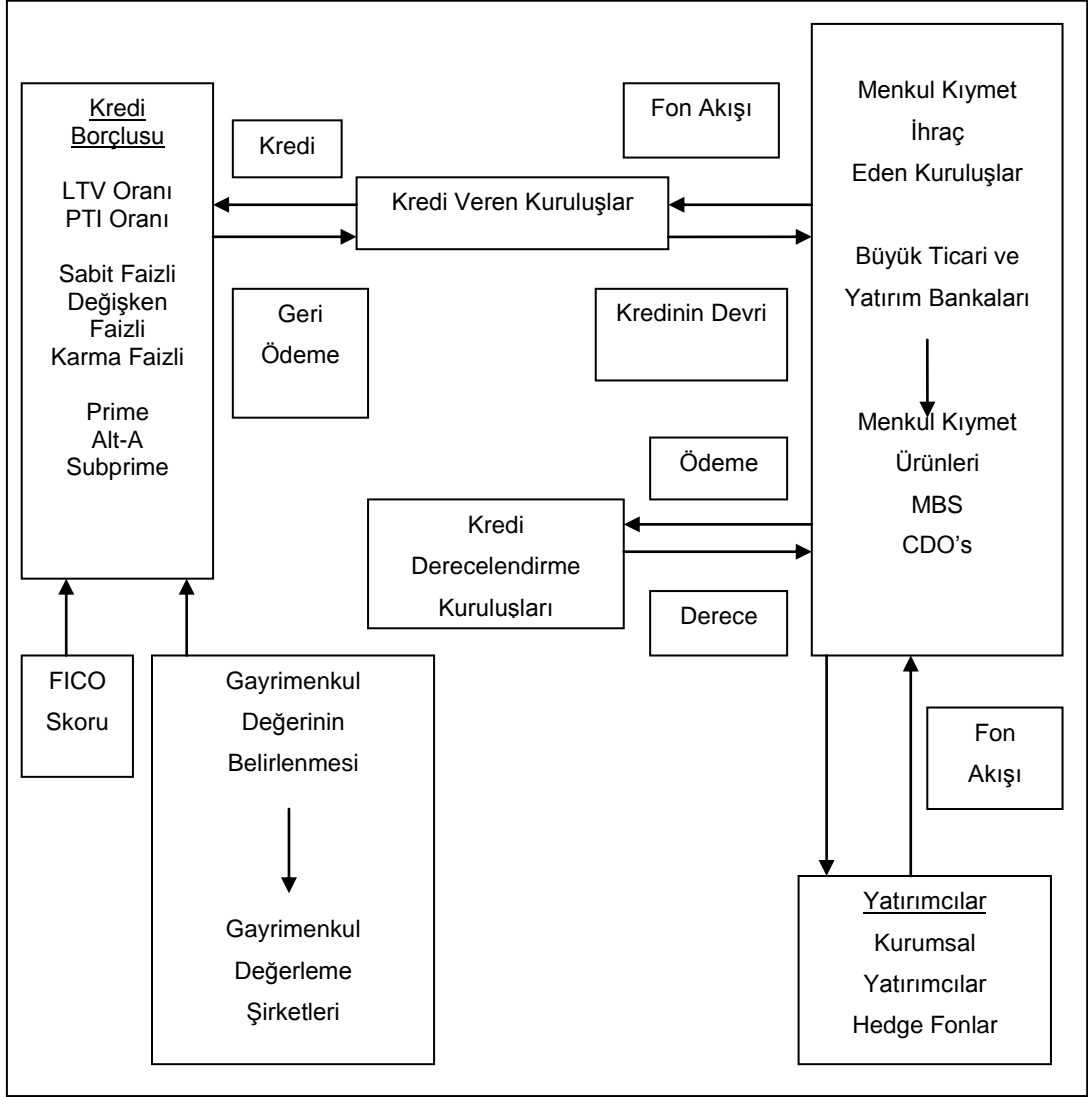 Kredi
Borçlusu
LTV Oranı
PTI Oranı
Sabit Faizli
Değişken
Faizli
Karma Faizli
Prime
Alt-A
Subprime
Kredi
Geri
Ödeme
Kredi Veren Kuruluşlar
Fon Akışı
Kredinin Devri
Menkul Kıymet
İhraç
Eden Kuruluşlar
Büyük Ticari ve
Yatırım Bankaları
Menkul Kıymet
Ürünleri
MBS
CDO's
Ödeme
Kredi
Derecelendirme
Kuruluşları
Derece
FICO
Skoru
Gayrimenkul
Değerinin
Belirlenmesi
Gayrimenkul
Değerleme
Şirketleri
Fon
Akışı
Yatırımcılar
Kurumsal
Yatırımcılar
Hedge Fonlar